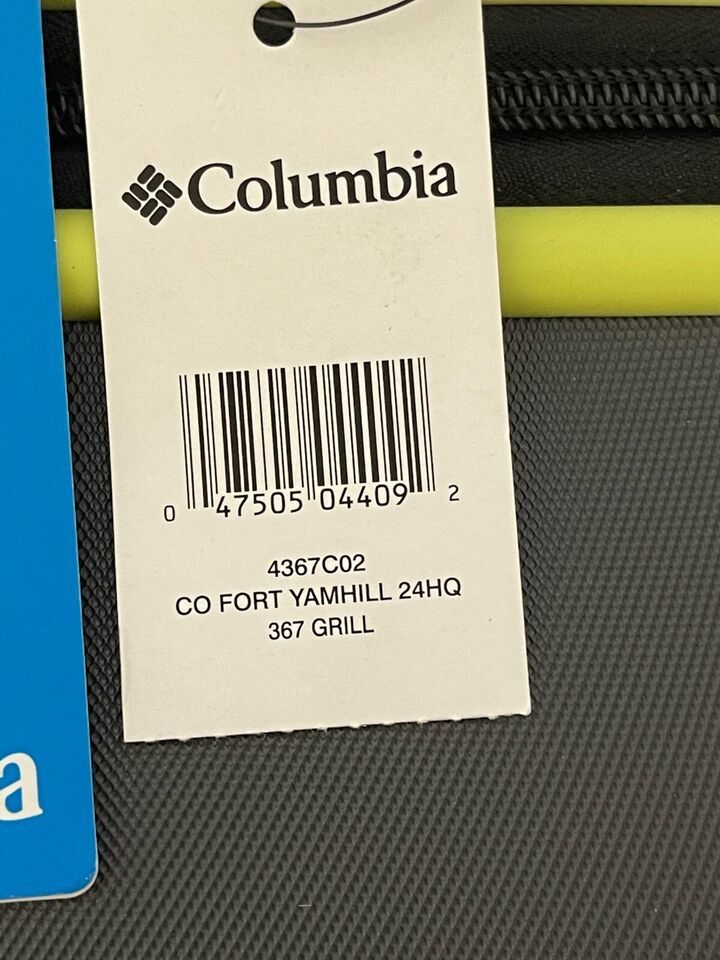 Columbia
0 47505 04409 2
4367C02
CO FORT YAMHILL 24HQ
367 GRILL
a